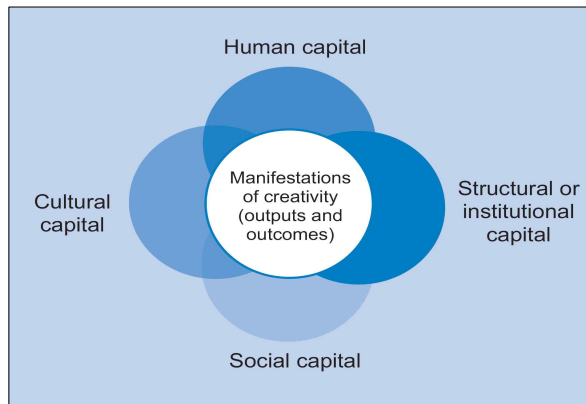 Human capital
Cultural
capital
Manifestations
of creativity
(outputs and
outcomes)
Structural or
institutional
capital
Social capital